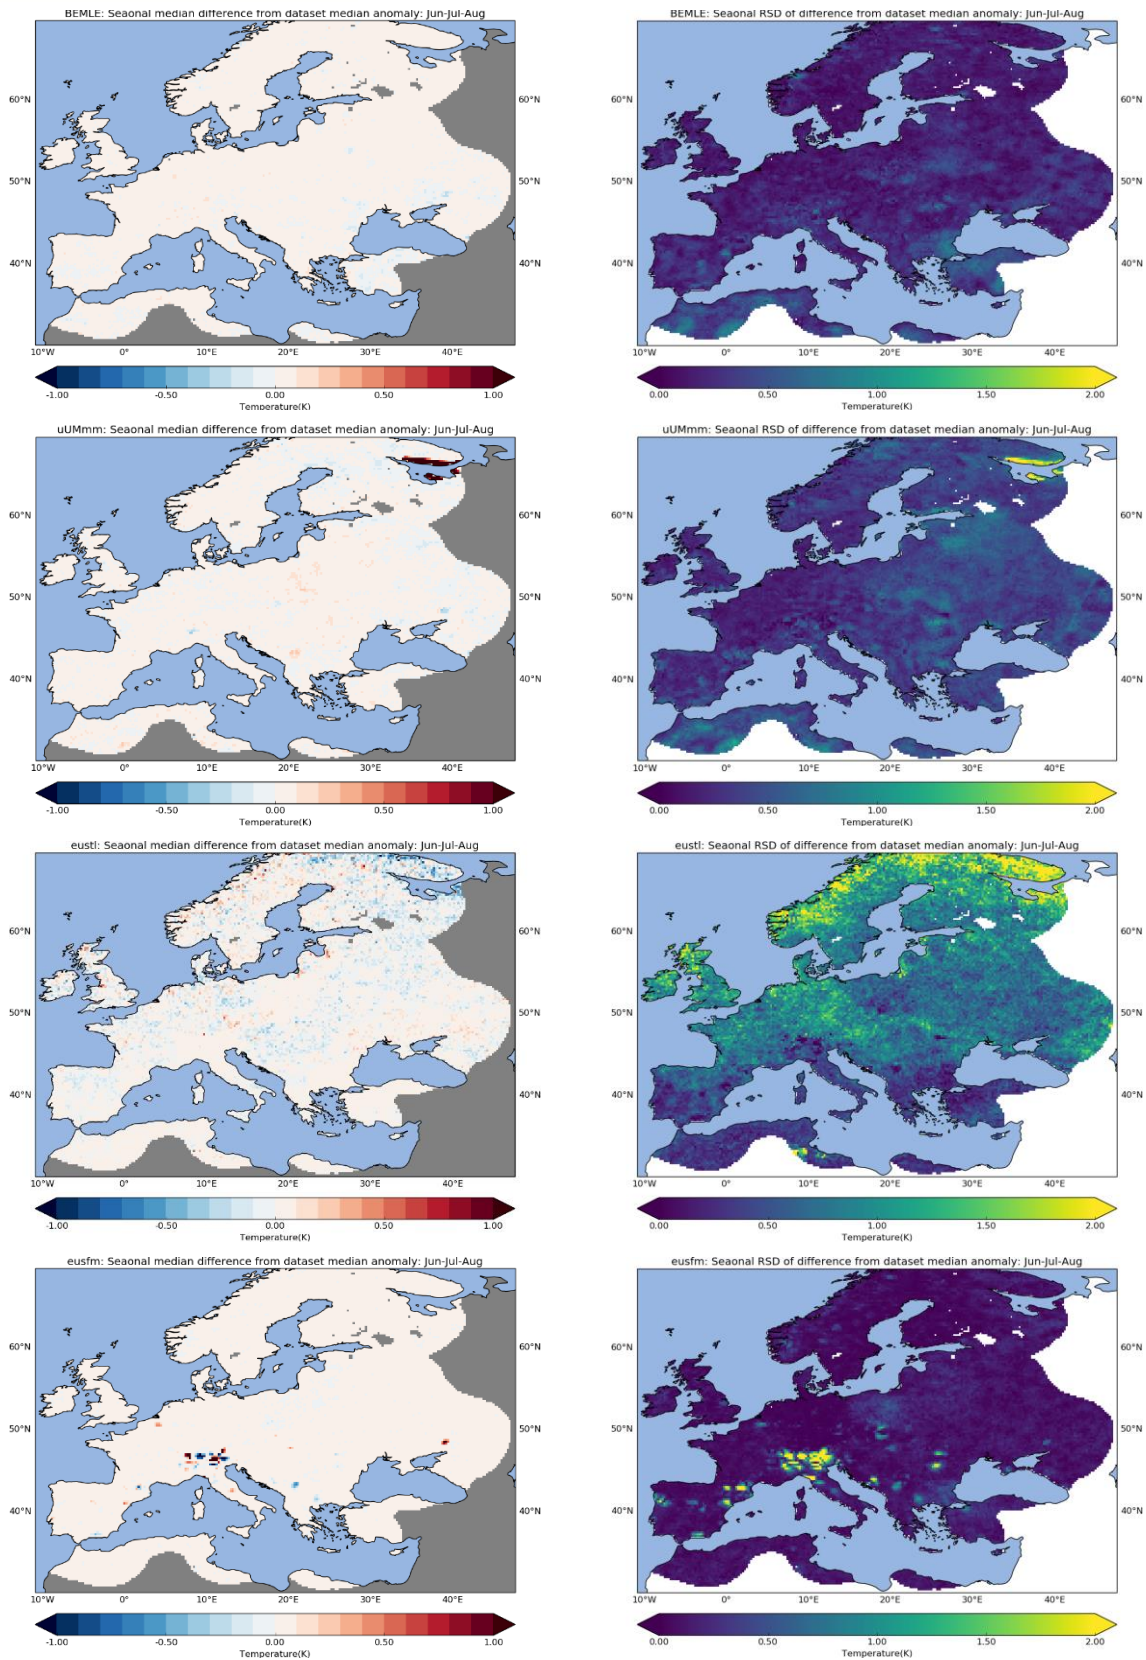 BEMLE: Seaonal median difference from dataset median anomaly: Jun-Jul-Aug
BEMLE: Seaonal RSD of difference from dataset median anomaly: Jun-Jul-Aug
60°N 60°N 60°N
50°N 50°N 50°N
40°N 40°N 40°N
10°W 0° 10°E 20°E 30°E 40°E
10°W 0° 10°E 20°E 30°E 40°E
-1.00 -0.50 0.00 0.50 1.00
Temperature(K)
0.00 0.50 1.00 1.50 2.00
Temperature(K)
uUMmm: Seaonal median difference from dataset median anomaly: Jun-Jul-Aug
uUMmm: Seaonal RSD of difference from dataset median anomaly: Jun-Jul-Aug
60°N 60°N 60°N
50°N 50°N 50°N
40°N 40°N 40°N
10°W 0° 10°E 20°E 30°E 40°E
10°W 0° 10°E 20°E 30°E 40°E
-1.00 -0.50 0.00 0.50 1.00
Temperature(K)
0.00 0.50 1.00 1.50 2.00
Temperature(K)
eustl: Seaonal median difference from dataset median anomaly: Jun-Jul-Aug
eustl: Seaonal RSD of difference from dataset median anomaly: Jun-Jul-Aug
60°N 60°N 60°N
50°N 50°N 50°N
40°N 40°N 40°N
10°W 0° 10°E 20°E 30°E 40°E
10°W 0° 10°E 20°E 30°E 40°E
-1.00 -0.50 0.00 0.50 1.00
Temperature(K)
0.00 0.50 1.00 1.50 2.00
Temperature(K)
eusfm: Seaonal median difference from dataset median anomaly: Jun-Jul-Aug
eusfm: Seaonal RSD of difference from dataset median anomaly: Jun-Jul-Aug
60°N 60°N 60°N
50°N 50°N 50°N
40°N 40°N 40°N
10°W 0° 10°E 20°E 30°E 40°E
10°W 0° 10°E 20°E 30°E 40°E
-1.00 -0.50 0.00 0.50 1.00
Temperature(K)
0.00 0.50 1.00 1.50 2.00
Temperature(K)